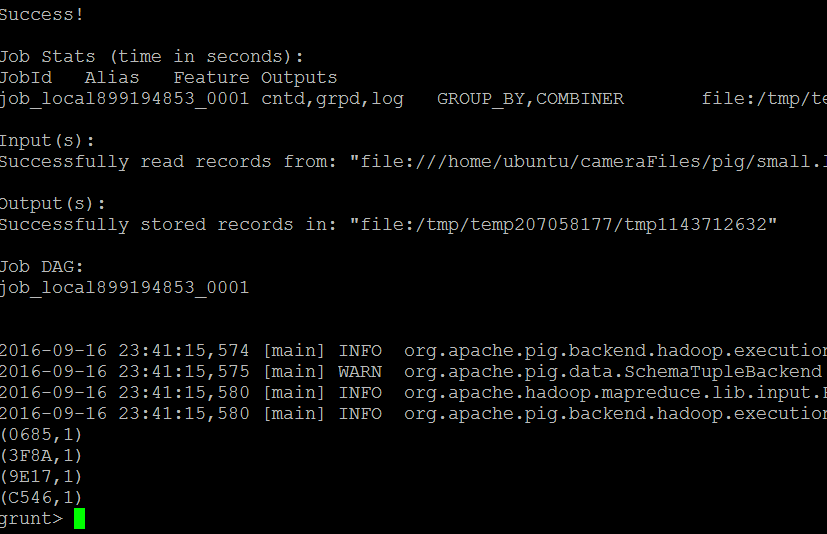 Success!
Job Stats (time in seconds):
JobId Alias Feature Outputs
job_local899194853_0001 cntd,grpd,log GROUP_BY,COMBINER file:/tmp/te
Input(s):
Successfully read records from: "file:///home/ubuntu/cameraFiles/pig/small.l
Output(s):
Successfully stored records in: "file:/tmp/temp207058177/tmp1143712632"
Job DAG:
job_local899194853_0001
2016-09-16 23:41:15,574 [main] INFO org.apache.pig.backend.hadoop.execution
2016-09-16 23:41:15,575 [main] WARN org.apache.pig.data.SchemaTupleBackend
2016-09-16 23:41:15,580 [main] INFO org.apache.hadoop.mapreduce.lib.input.F
2016-09-16 23:41:15,580 [main] INFO org.apache.pig.backend.hadoop.execution
(0685,1)
(3F8A,1)
(9E17,1)
(C546,1)
grunt>